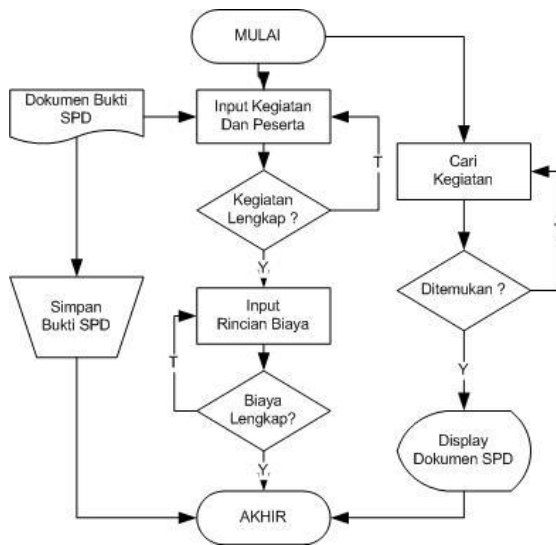 MULAI
Dokumen Bukti
SPD
Input Kegiatan
Dan Peserta
T
Cari
Kegiatan
Kegiatan
Lengkap ?
Y
Simpan
Bukti SPD
Input
Rincian Biaya
Ditemukan ?
T
Y
Biaya
Lengkap?
Y
Display
Dokumen SPD
AKHIR